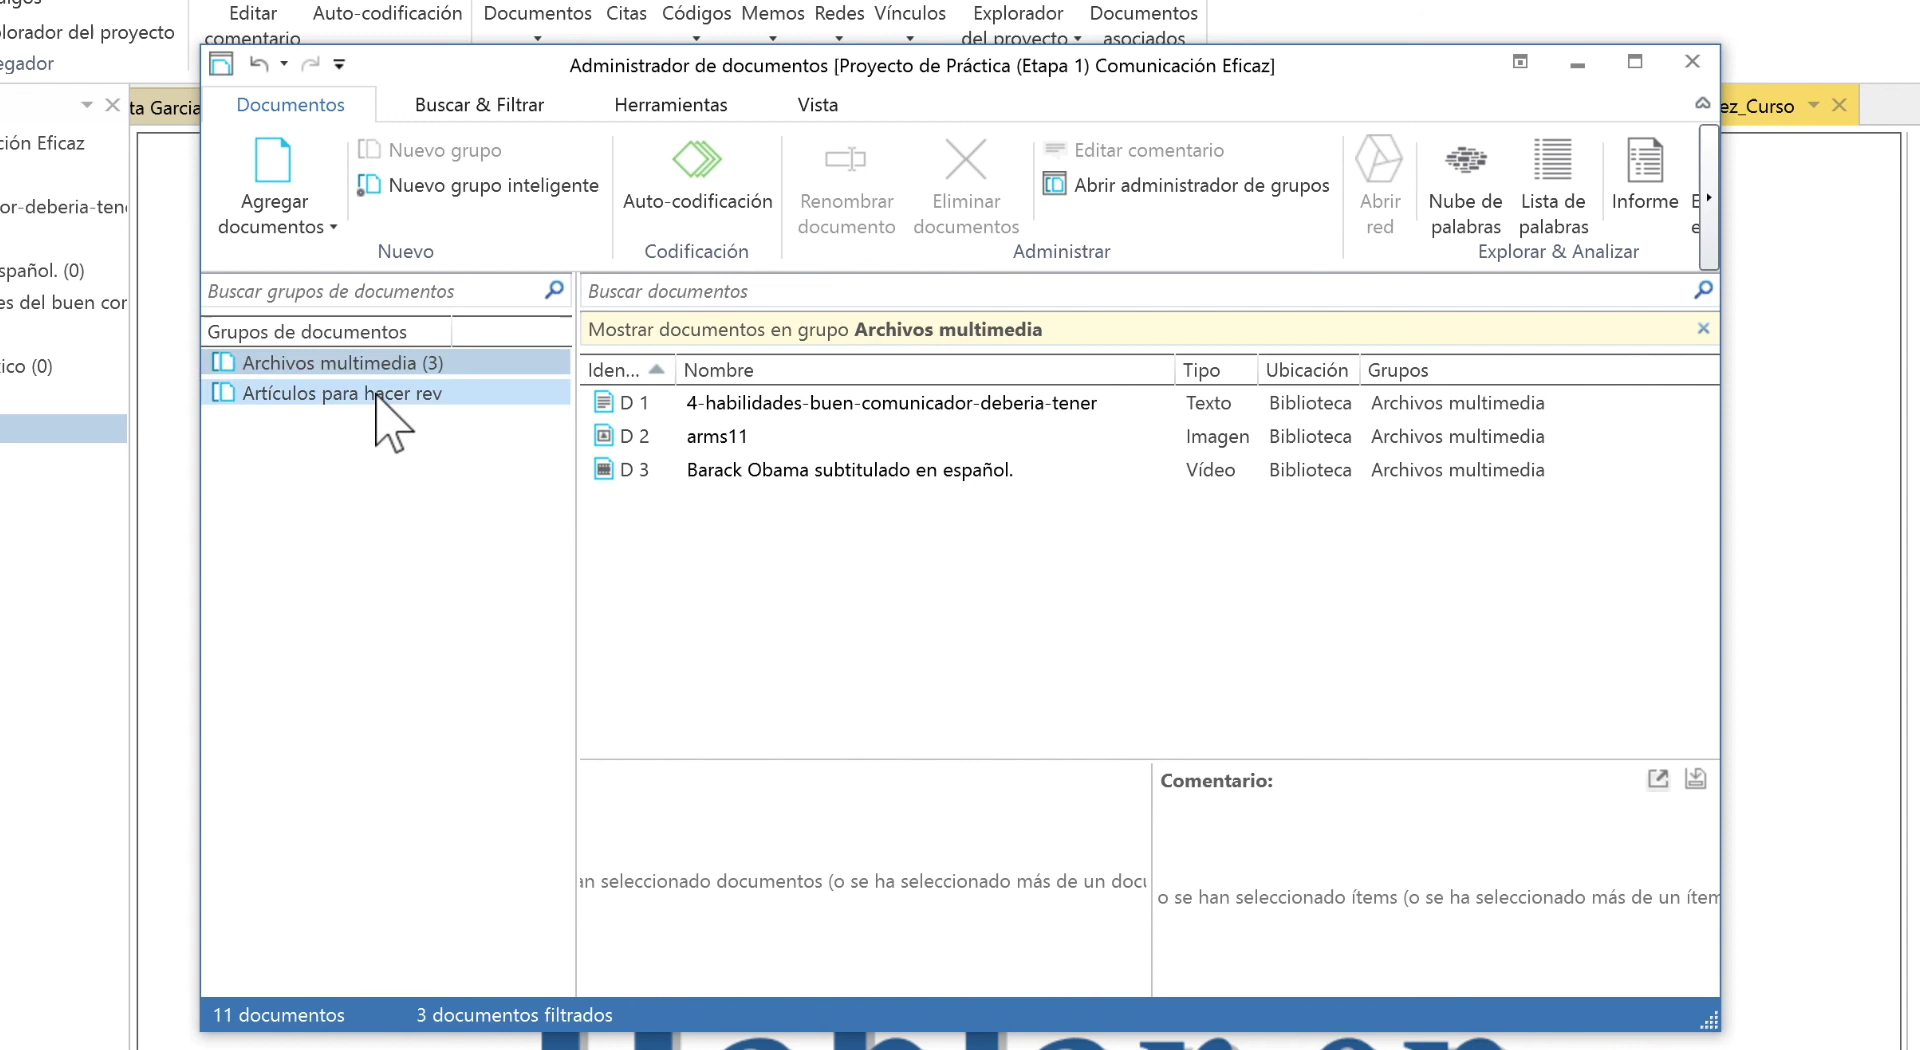 Editar
comentario
Auto-codificación
Documentos Citas Códigos Memos Redes Vínculos
Explorador
del proyecto
Documentos
asociados
del proyecto
Administrador de documentos [Proyecto de Práctica (Etapa 1) Comunicación Eficaz]
Garcia
Documentos Buscar & Filtrar Herramientas Vista
Curso
Eficaz
Agregar
documentos
Nuevo grupo
Nuevo grupo inteligente
Nuevo
Auto-codificación
Codificación
Renombrar
documento
Eliminar
documentos
Editar comentario
Abrir administrador de grupos
Administrar
Abrir
red
Nube de
palabras
Lista de
palabras
Informe
Explorar & Analizar
or-deberia-ten
spañol. (0)
es del buen cor
ico (0)
Buscar grupos de documentos
Grupos de documentos
Archivos multimedia (3)
Artículos para hacer rev
Buscar documentos
Mostrar documentos en grupo Archivos multimedia
Iden... Nombre Tipo Ubicación Grupos
D 1 4-habilidades-buen-comunicador-deberia-tener Texto Biblioteca Archivos multimedia
D 2 arms11 Imagen Biblioteca Archivos multimedia
D 3 Barack Obama subtitulado en español. Vídeo Biblioteca Archivos multimedia
Comentario:
seleccionado documentos (o se ha seleccionado más de un
se han seleccionado ítems (o se ha seleccionado más de un ítem
11 documentos 3 documentos filtrados